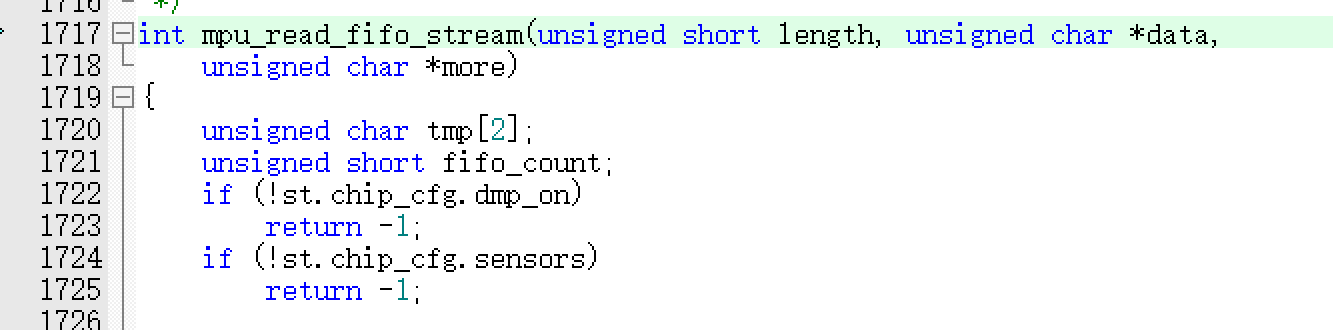 1716 */
1717 int mpu_read_fifo_stream(unsigned short length, unsigned char *data,
1718 unsigned char *more)
1719 {
1720 unsigned char tmp[2];
1721 unsigned short fifo_count;
1722 if (!st.chip_cfg.dmp_on)
1723 return -1;
1724 if (!st.chip_cfg.sensors)
1725 return -1;
1726